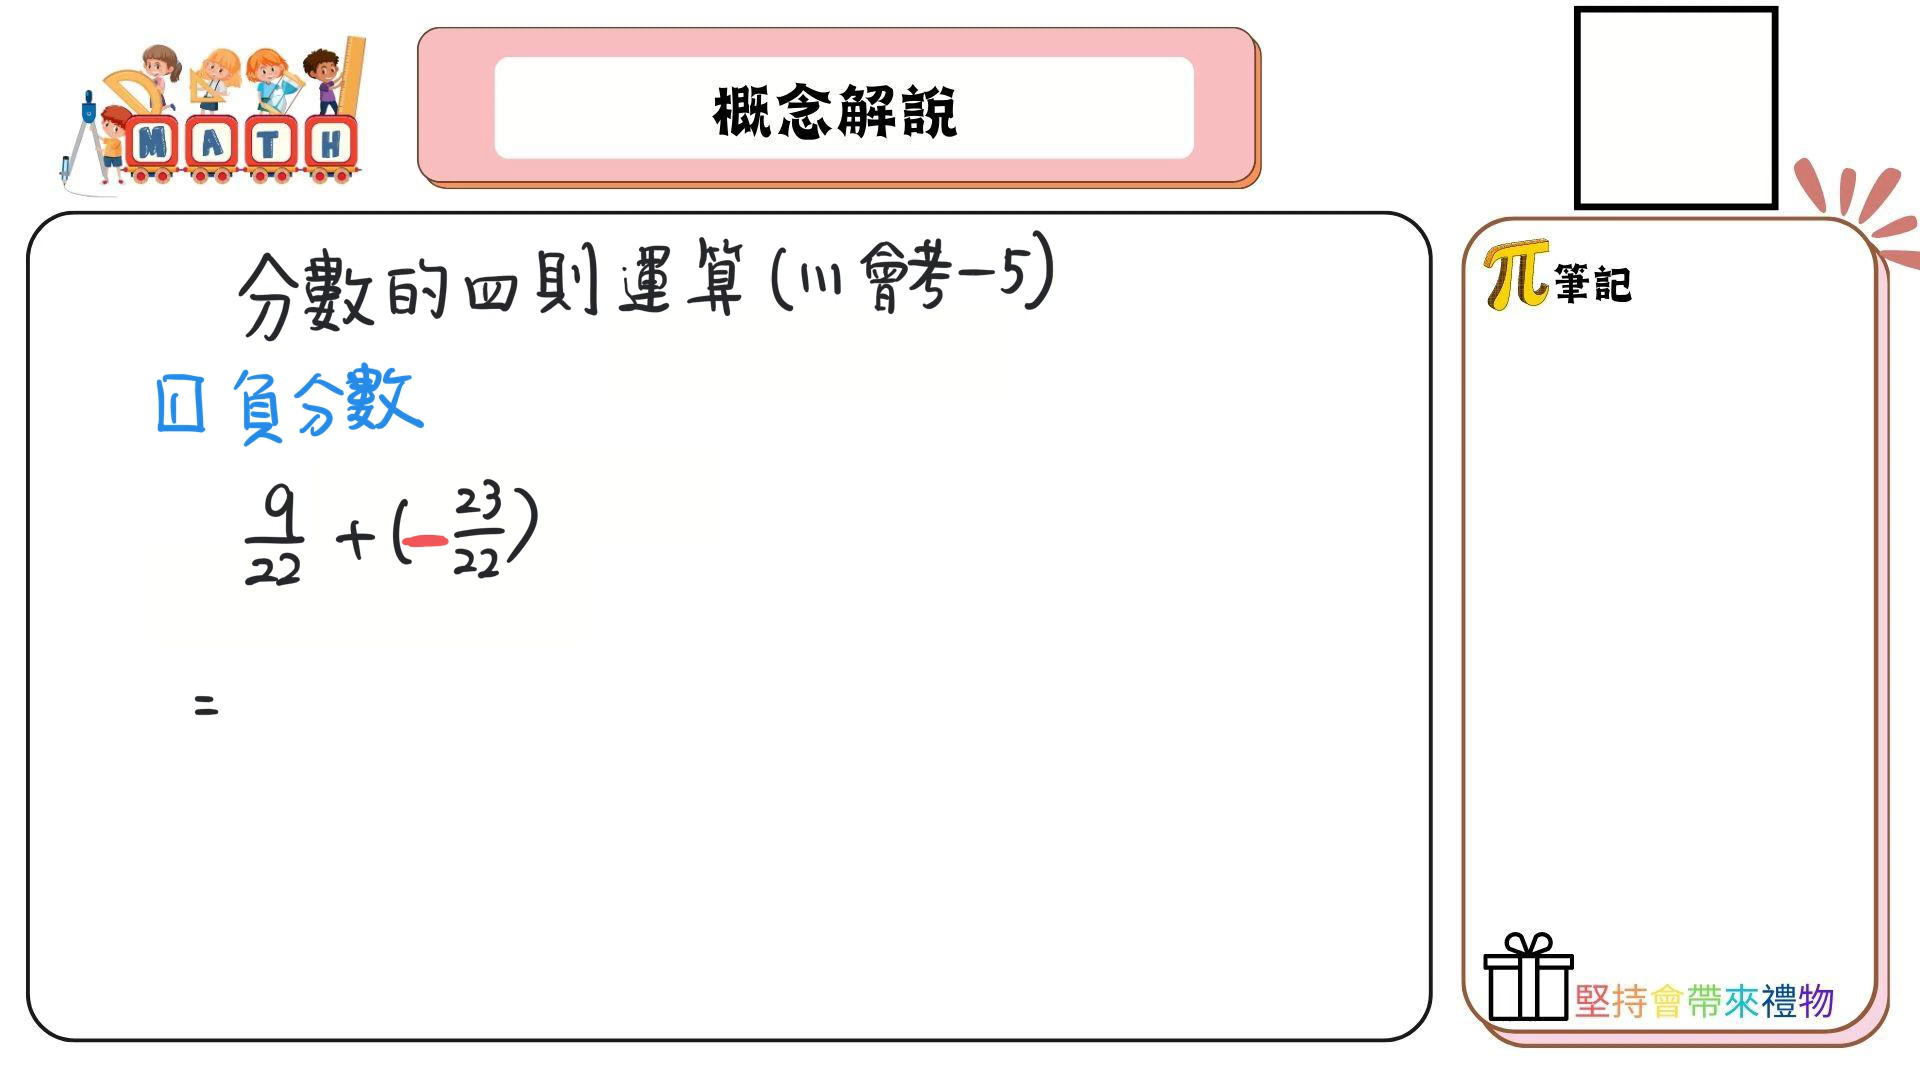 MATH
概念解說
分數的四則運算(111會考-5)
1 負分數
9/22 + (-23/22)
=
π筆記
堅持會帶來禮物